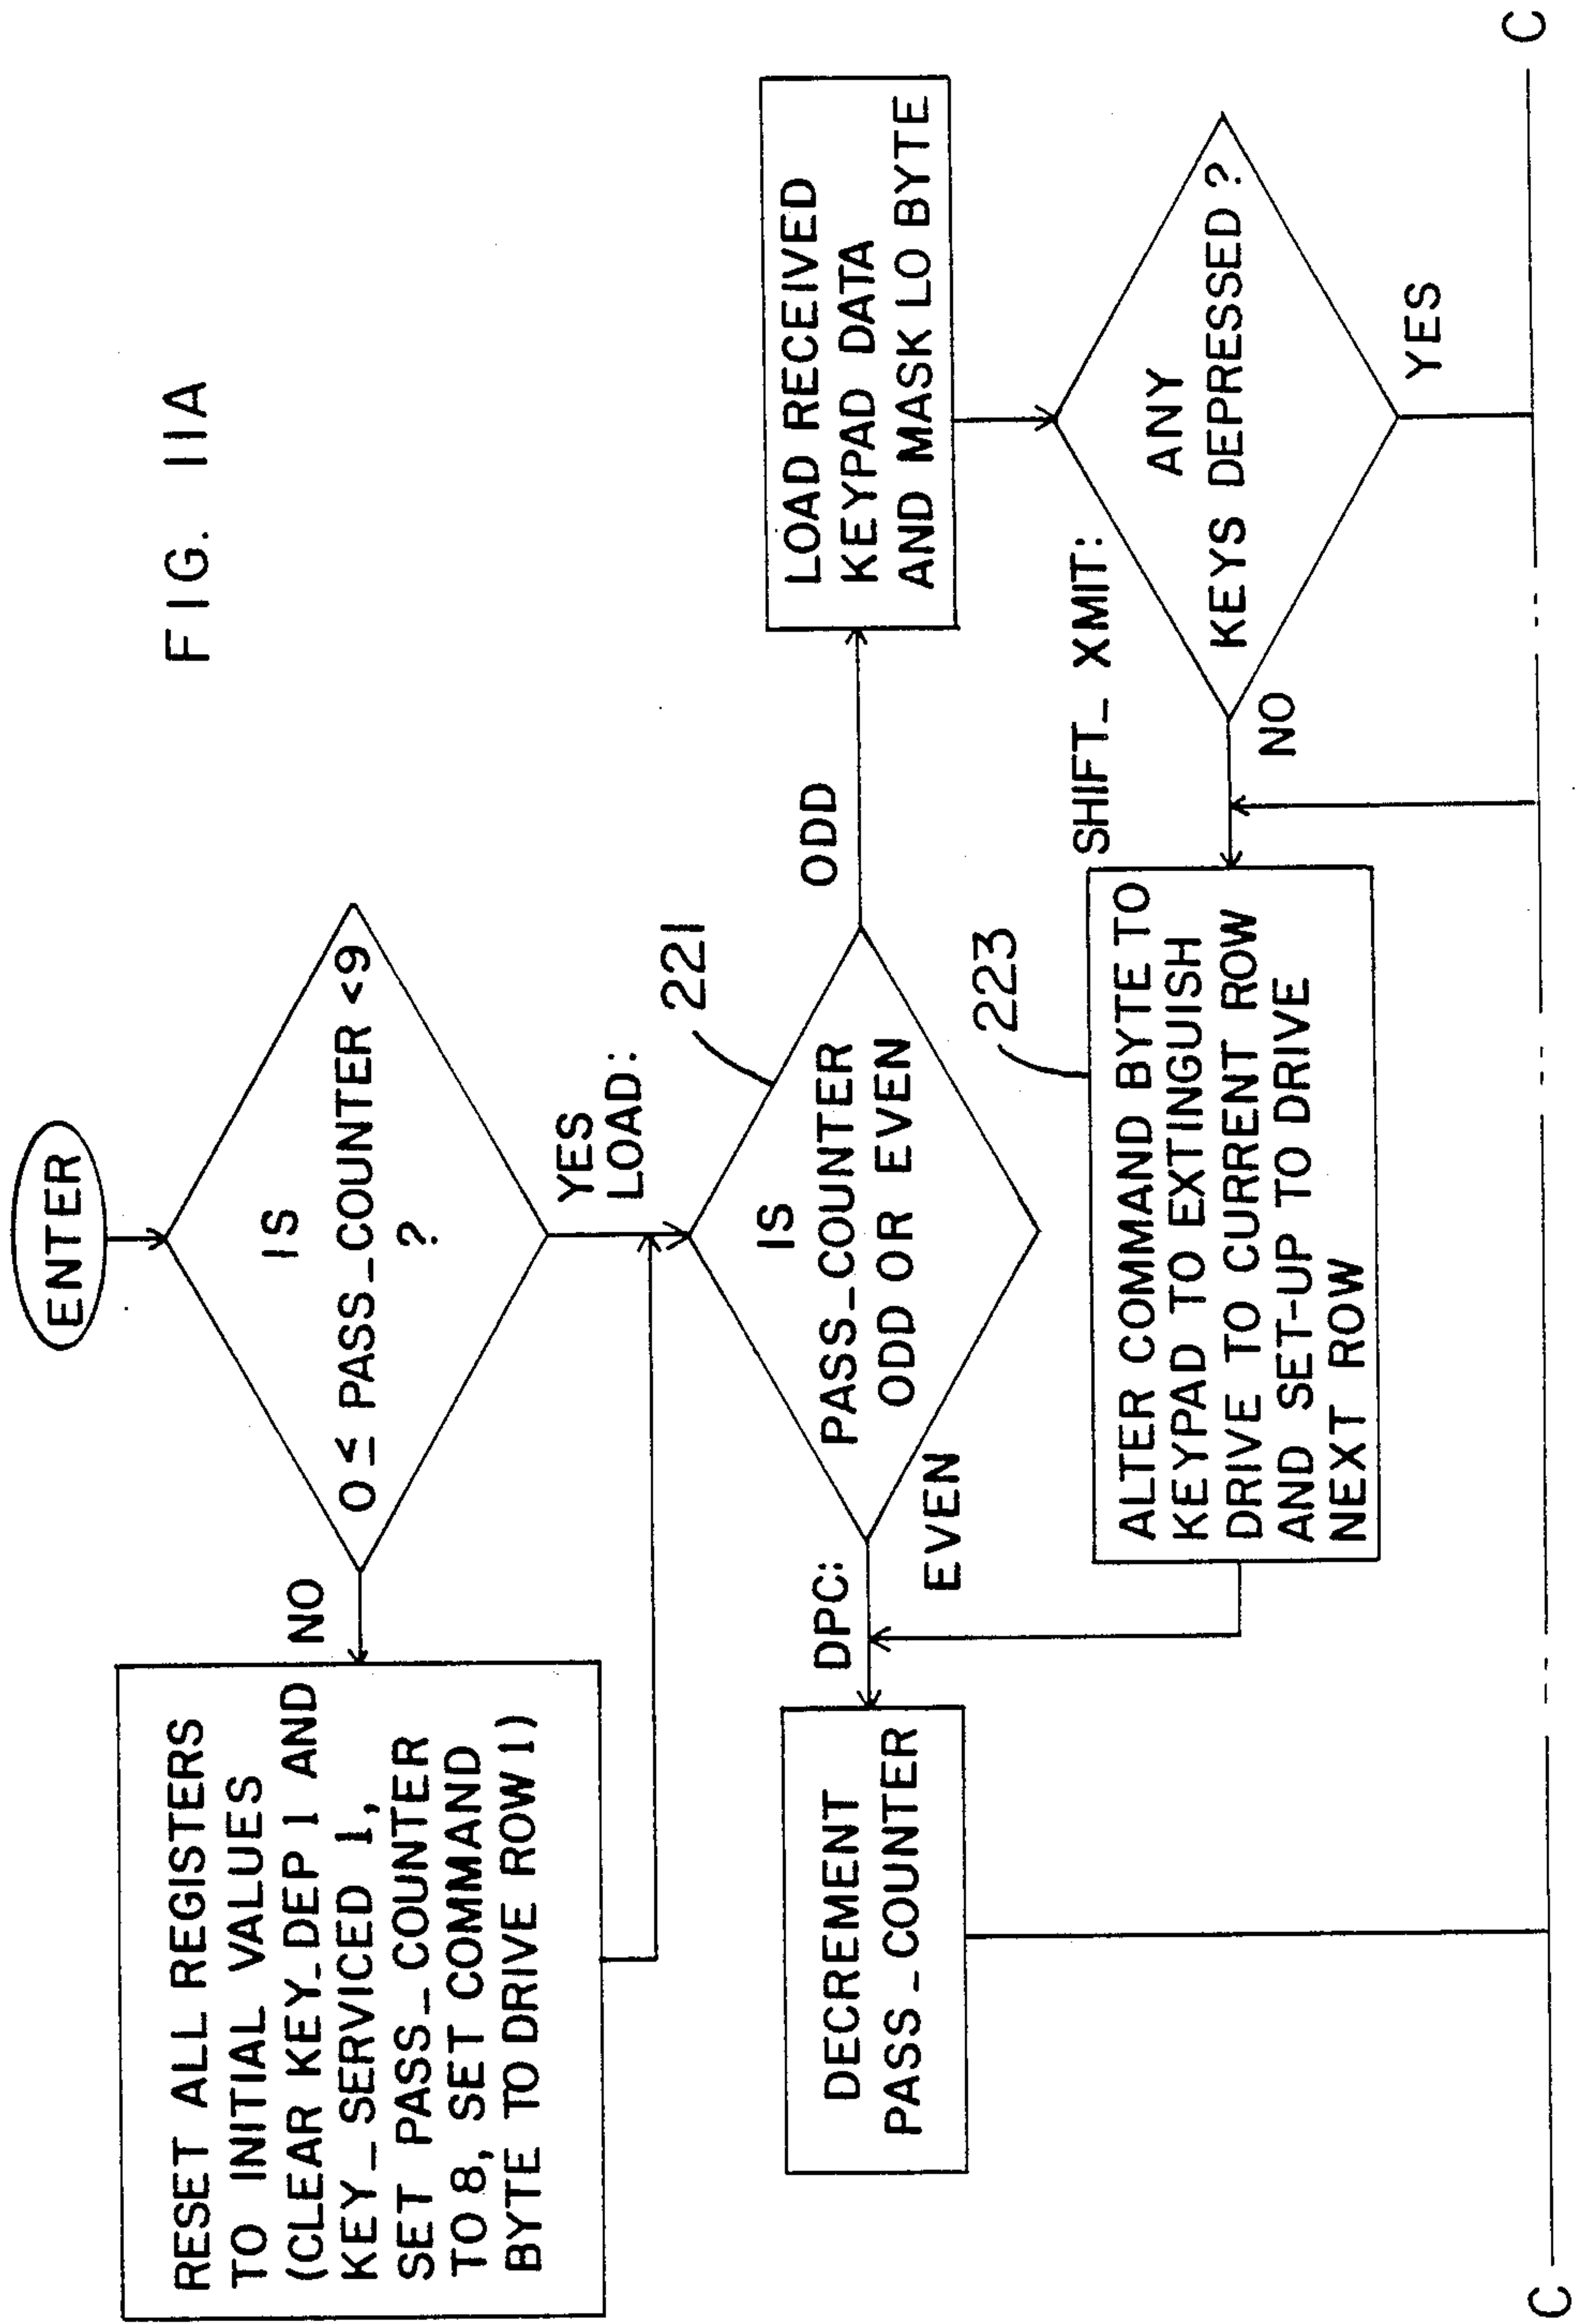 FIG. 11A
ENTER
IS
0 ≤ PASS_COUNTER <9
?
NO
RESET ALL REGISTERS
TO INITIAL VALUES
(CLEAR KEY_DEP 1 AND
KEY_SERVICED 1,
SET PASS_COUNTER
TO 8, SET COMMAND
BYTE TO DRIVE ROW 1)
YES
LOAD:
221
IS
PASS_COUNTER
ODD OR EVEN
ODD
LOAD RECEIVED
KEYPAD DATA
AND MASK LO BYTE
DPC:
EVEN
DECREMENT
PASS_COUNTER
ANY
KEYS DEPRESSED ?
SHIFT_ XMIT:
NO
YES
223
ALTER COMMAND BYTE TO
KEYPAD TO EXTINGUISH
DRIVE TO CURRENT ROW
AND SET-UP TO DRIVE
NEXT ROW
C
C